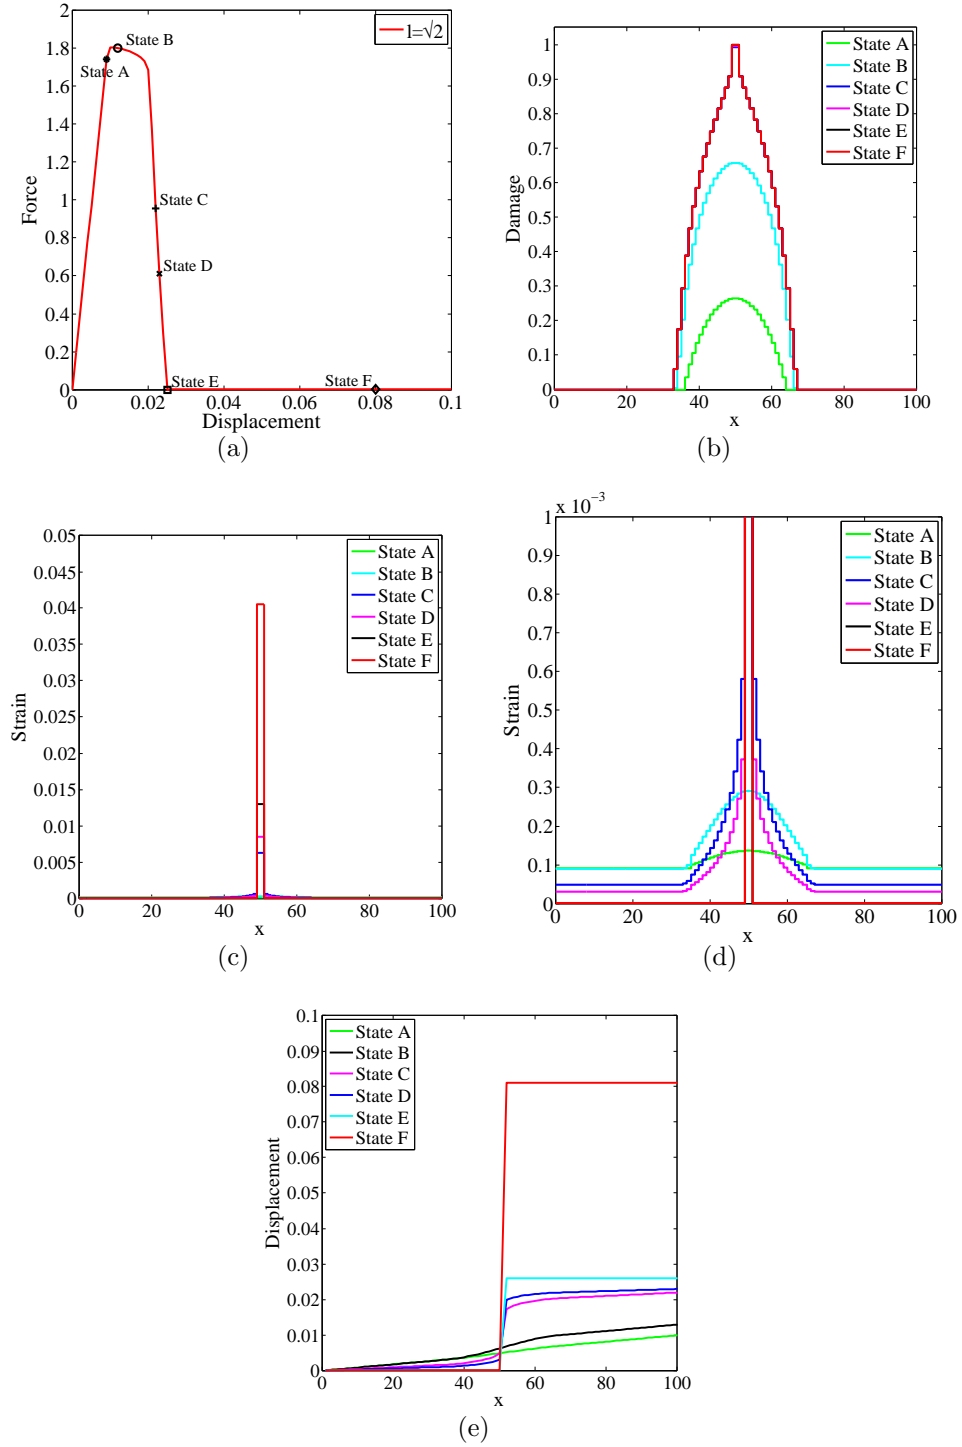 2
1.8
1.6
1.4
1.2
1
0.8
0.6
0.4
0.2
0
Force
0
0.02
0.04
0.06
0.08
0.1
Displacement
l=√2
State B
State A
State C
State D
State E
State F
(a)
1
0.9
0.8
0.7
0.6
0.5
0.4
0.3
0.2
0.1
0
Damage
0
20
40
60
80
100
x
State A
State B
State C
State D
State E
State F
(b)
0.05
0.045
0.04
0.035
0.03
0.025
0.02
0.015
0.01
0.005
0
Strain
0
20
40
60
80
100
x
State A
State B
State C
State D
State E
State F
(c)
x 10⁻³
1
0.9
0.8
0.7
0.6
0.5
0.4
0.3
0.2
0.1
0
Strain
0
20
40
60
80
100
x
State A
State B
State C
State D
State E
State F
(d)
0.1
0.09
0.08
0.07
0.06
0.05
0.04
0.03
0.02
0.01
0
Displacement
0
20
40
60
80
100
x
State A
State B
State C
State D
State E
State F
(e)